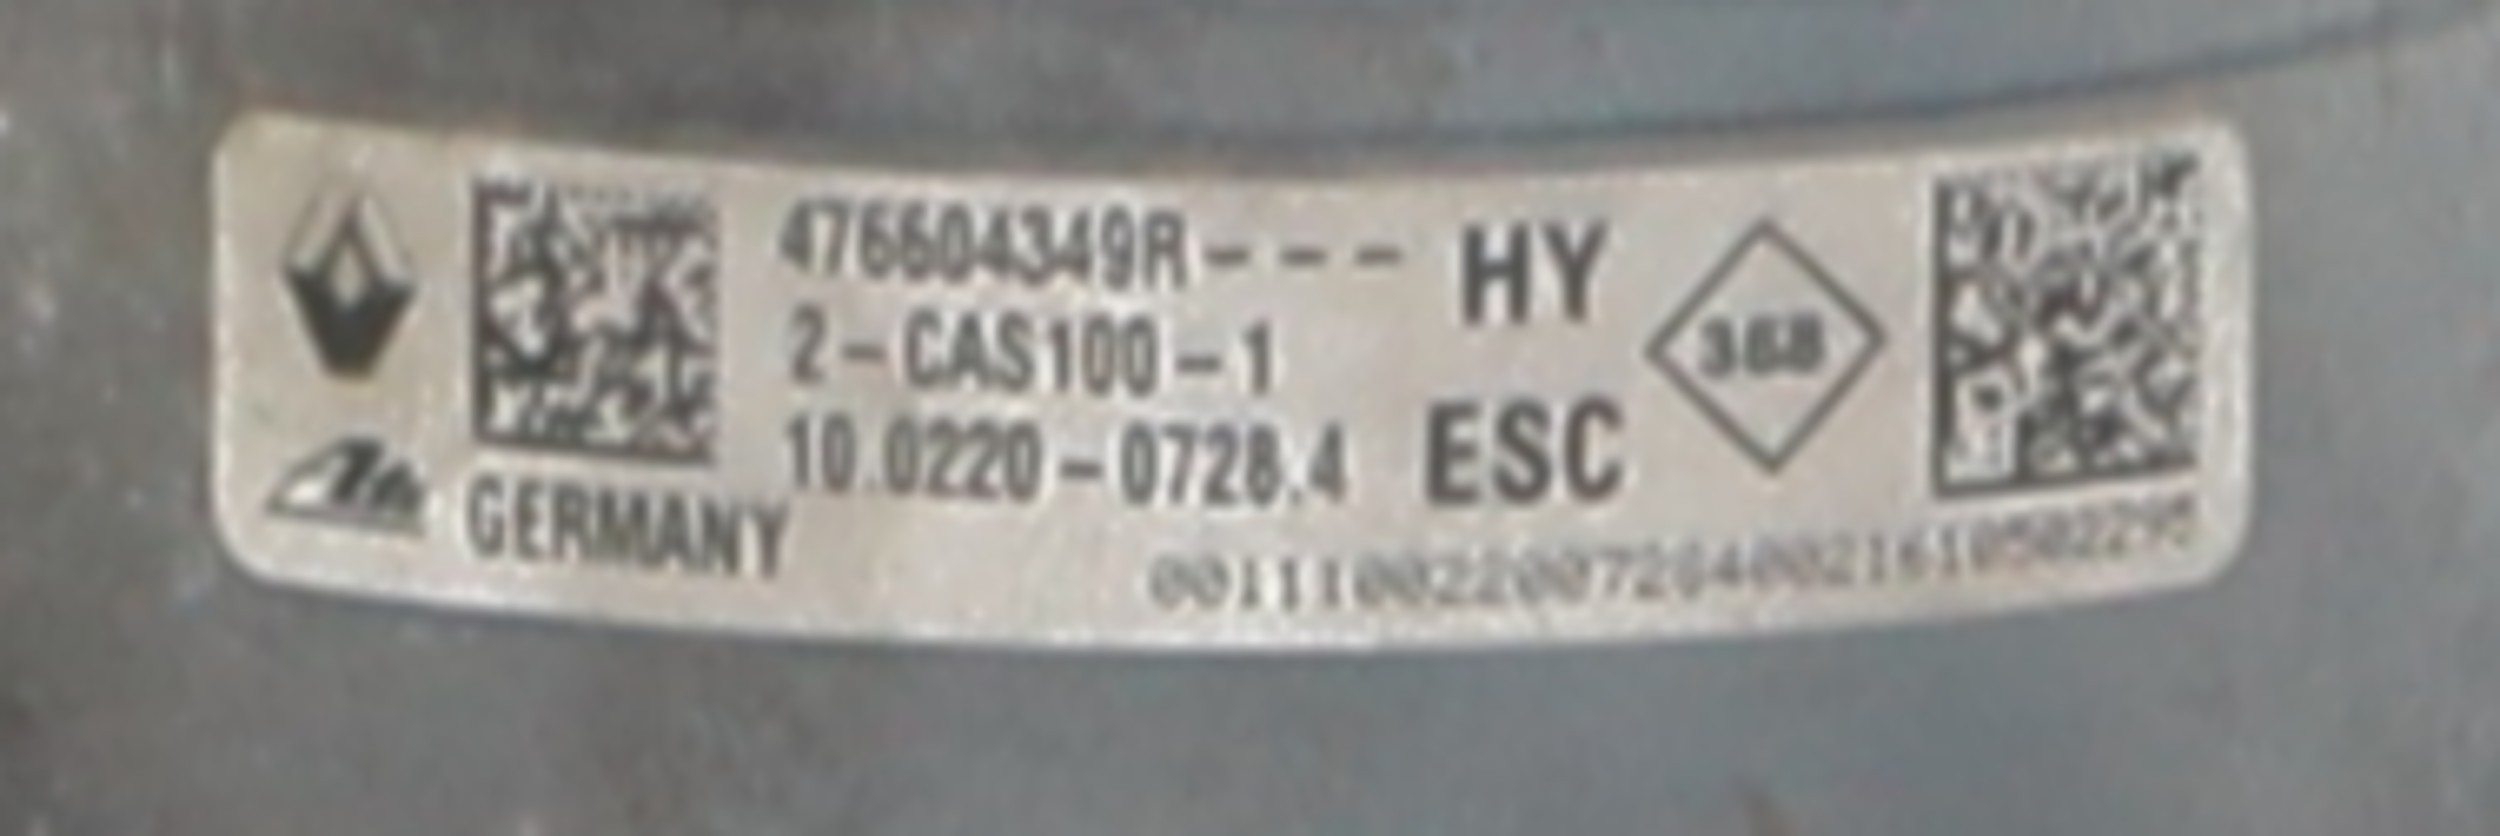 476604349R---
2-CAS100-1
10.0220-0728.4
HY
ESC
368
GERMANY